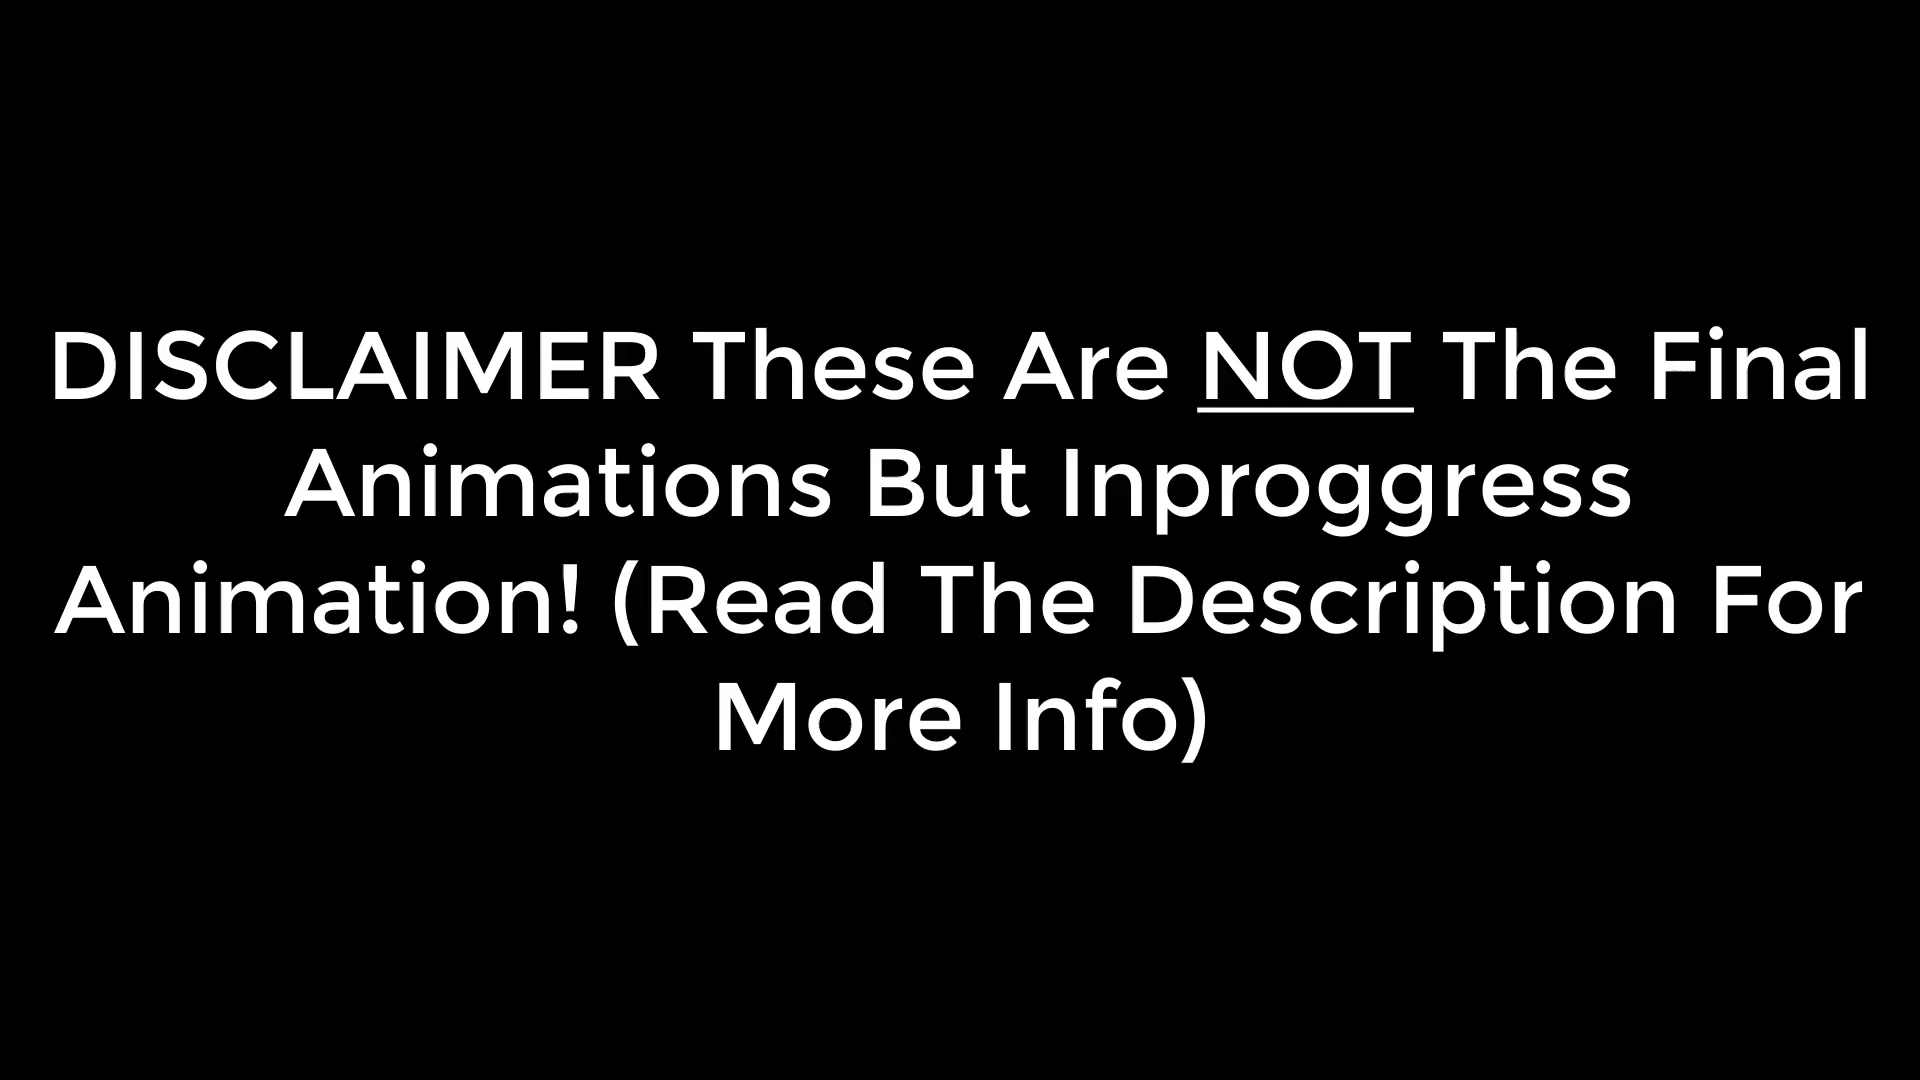 DISCLAIMER These Are NOT The Final
Animations But Inproggress
Animation! (Read The Description For
More Info)